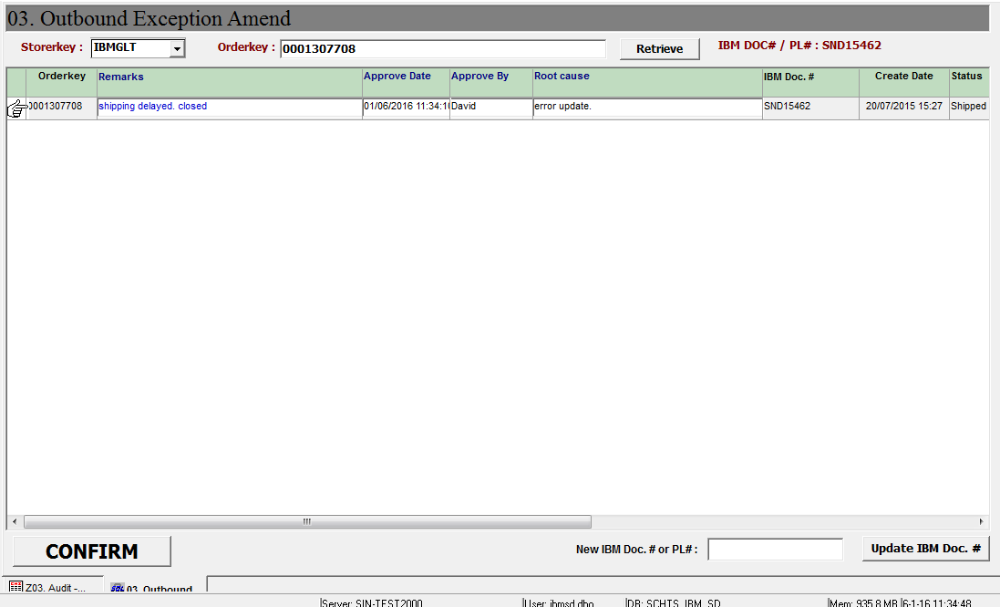 03. Outbound Exception Amend
Storerkey : IBMGLT Orderkey : 0001307708 Retrieve IBM DOC# / PL# : SND15462
Orderkey Remarks Approve Date Approve By Root cause IBM Doc. # Create Date Status
0001307708 shipping delayed. closed 01/06/2016 11:34:10 David error update. SND15462 20/07/2015 15:27 Shipped
CONFIRM New IBM Doc. # or PL# : Update IBM Doc. #
Z03. Audit -... SQL 03. Outbound
Server: SIN-TEST2000 User: ibmsd.dbo DB: SCHTS_IBM_SD Mem: 935.8 MB 6-1-16 11:34:48